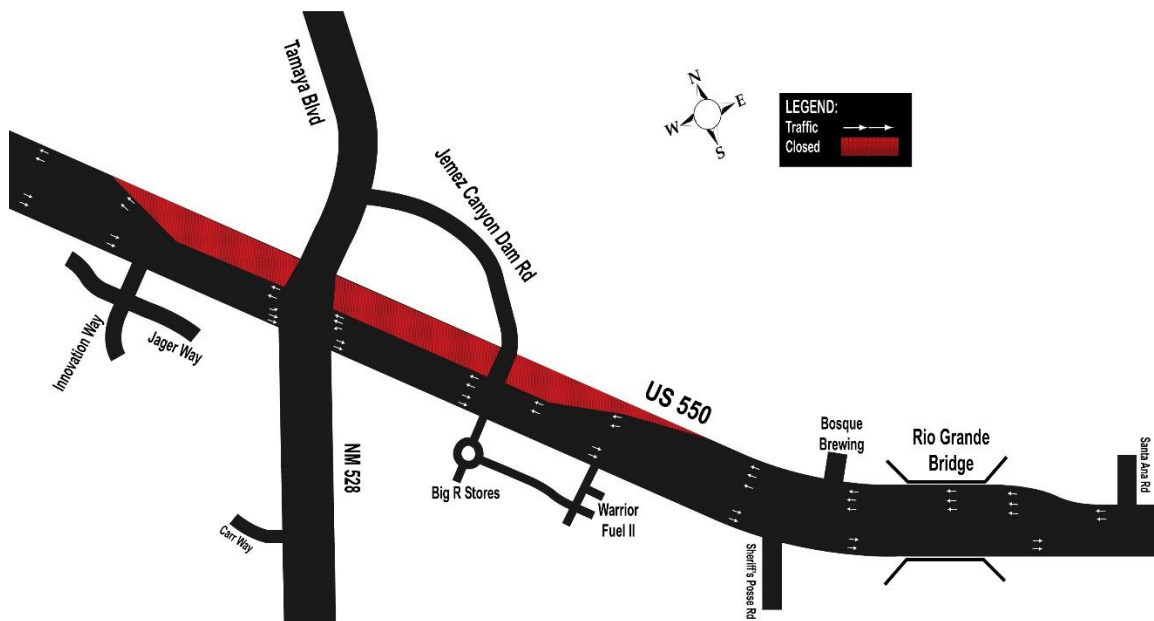 Tamaya Blvd
N
E
W
S
LEGEND:
Traffic
Closed
Jemez Canyon Dam Rd
Innovation Way
Jager Way
US 550
NM 528
Bosque
Brewing
Rio Grande
Bridge
Santa Ana Rd
Big R Stores
Warrior
Fuel II
Carr Way
Sheriff's Posse Rd